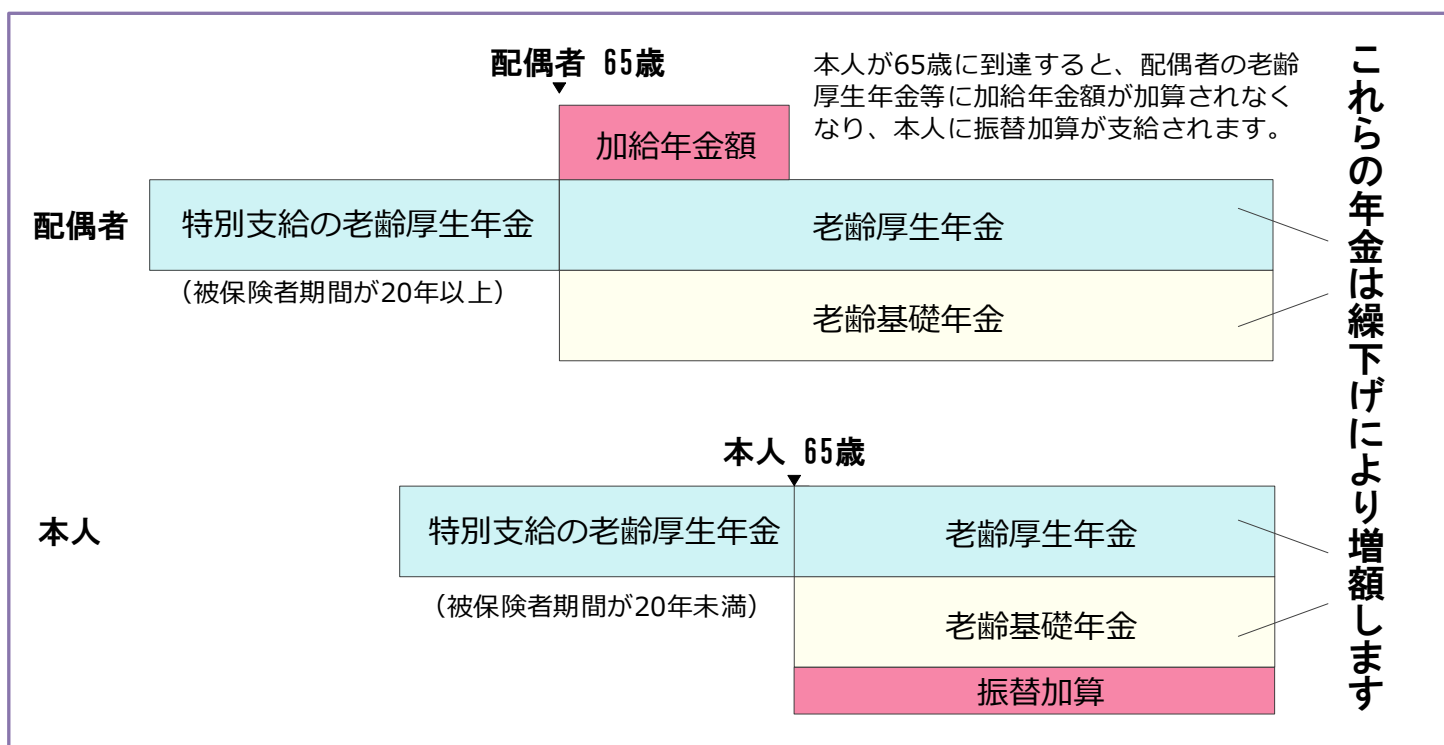 配偶者 65歳
本人が65歳に到達すると、配偶者の老齢
厚生年金等に加給年金額が加算されなく
なり、本人に振替加算が支給されます。
加給年金額
配偶者
特別支給の老齢厚生年金
老齢厚生年金
（被保険者期間が20年以上）
老齢基礎年金
本人 65歳
本人
特別支給の老齢厚生年金
老齢厚生年金
（被保険者期間が20年未満）
老齢基礎年金
振替加算
これらの年金は繰下げにより増額します